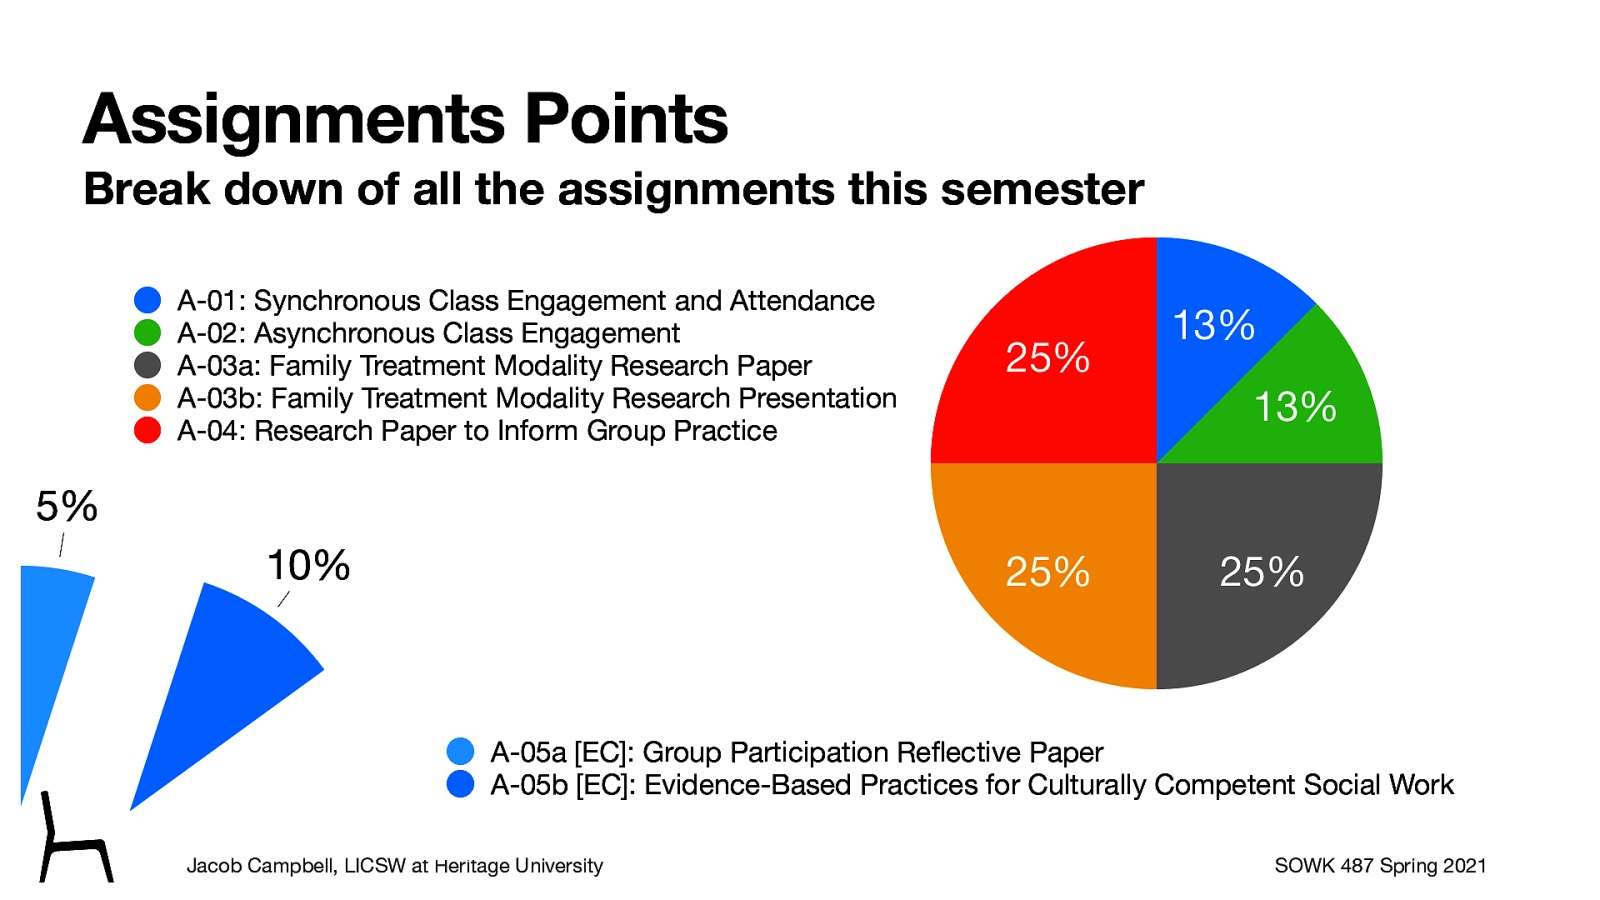 Assignments Points
Break down of all the assignments this semester
A-01: Synchronous Class Engagement and Attendance
A-02: Asynchronous Class Engagement
A-03a: Family Treatment Modality Research Paper
A-03b: Family Treatment Modality Research Presentation
A-04: Research Paper to Inform Group Practice
25%
13%
13%
25%
25%
5%
10%
A-05a [EC]: Group Participation Reflective Paper
A-05b [EC]: Evidence-Based Practices for Culturally Competent Social Work
Jacob Campbell, LICSW at Heritage University
SOWK 487 Spring 2021